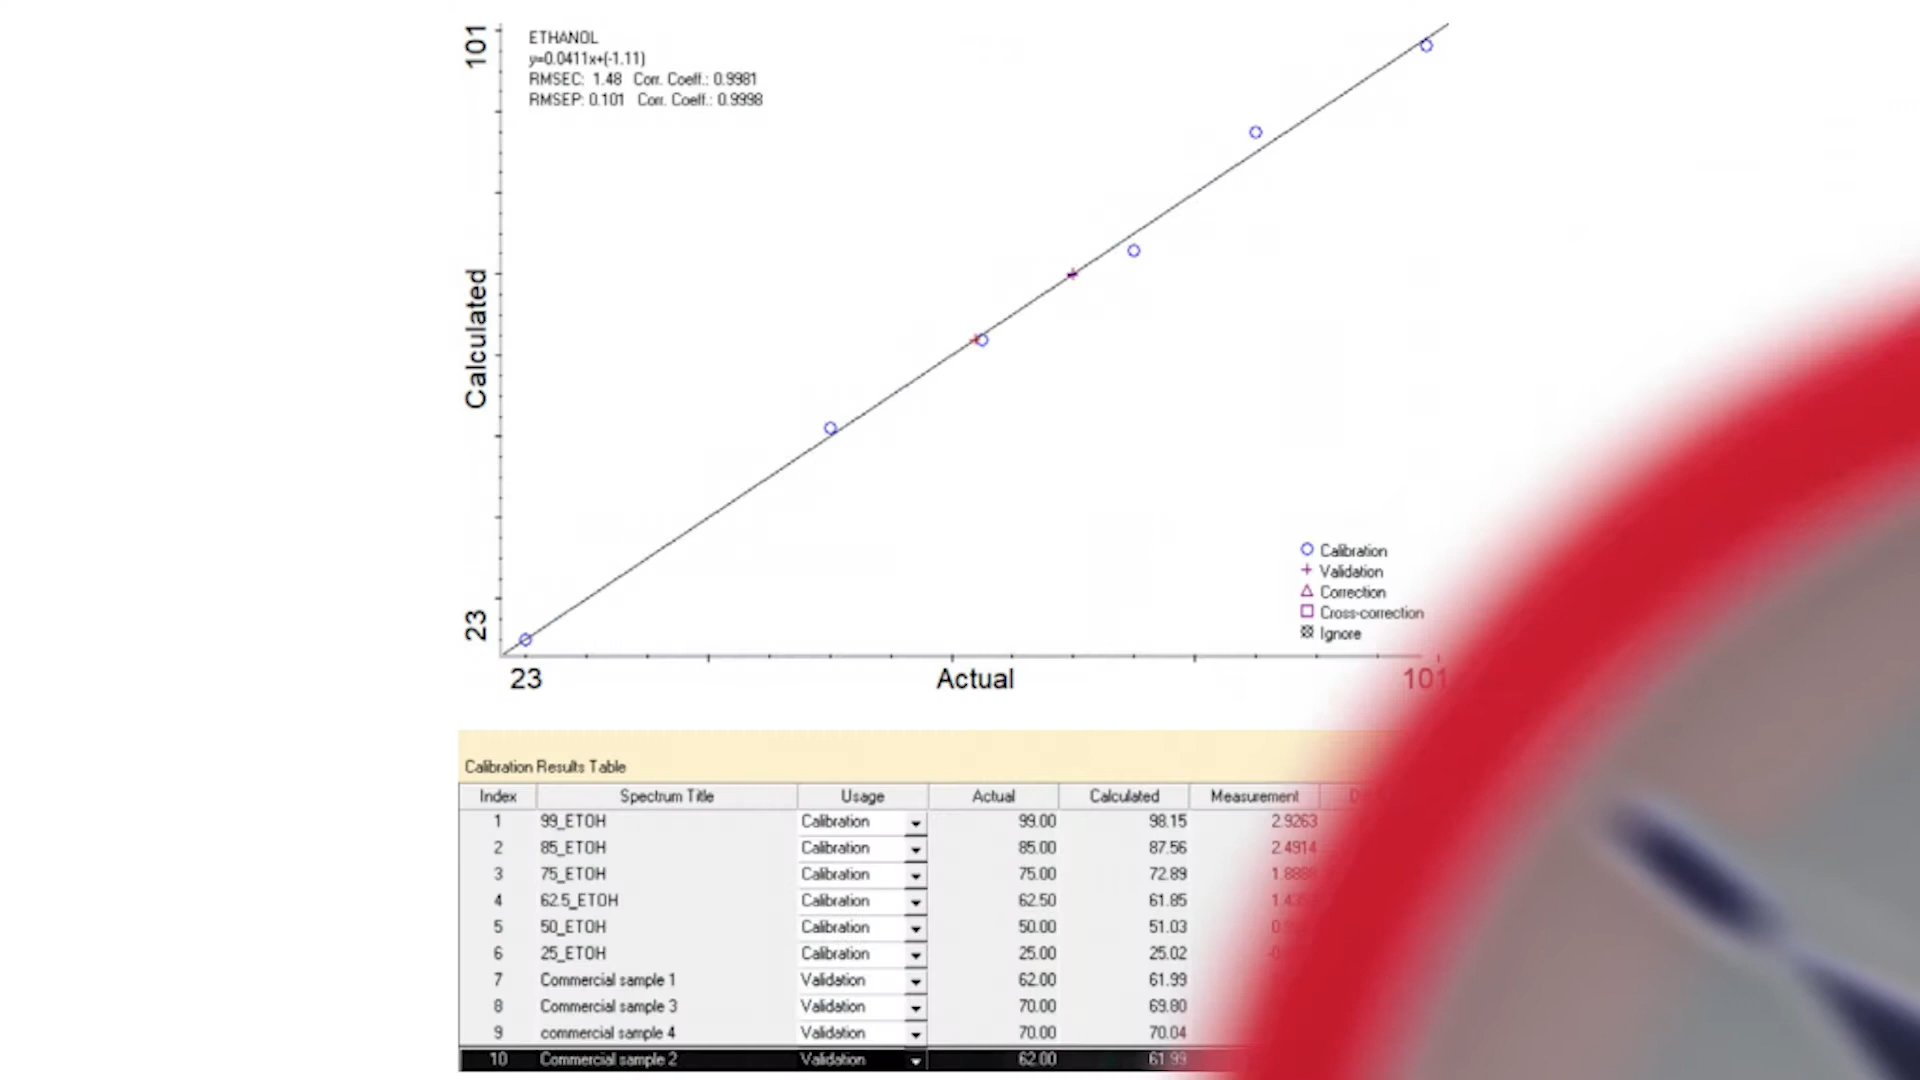 101
ETHANOL
y=0.0411x+(-1.11)
RMSEC: 1.48 Corr. Coeff.: 0.9981
RMSEP: 0.101 Corr. Coeff.: 0.9998
Calculated
Calibration
Validation
Correction
Cross-correction
Ignore
23
23 Actual 101
Calibration Results Table
Index Spectrum Title Usage Actual Calculated Measurement
1 99_ETOH Calibration 99.00 98.15 2.9263
2 85_ETOH Calibration 85.00 87.56 2.4914
3 75_ETOH Calibration 75.00 72.89
4 62.5_ETOH Calibration 62.50 61.85
5 50_ETOH Calibration 50.00 51.03
6 25_ETOH Calibration 25.00 25.02
7 Commercial sample 1 Validation 62.00 61.99
8 Commercial sample 3 Validation 70.00 69.80
9 commercial sample 4 Validation 70.00 70.04
10 Commercial sample 2 Validation 62.00 61.99